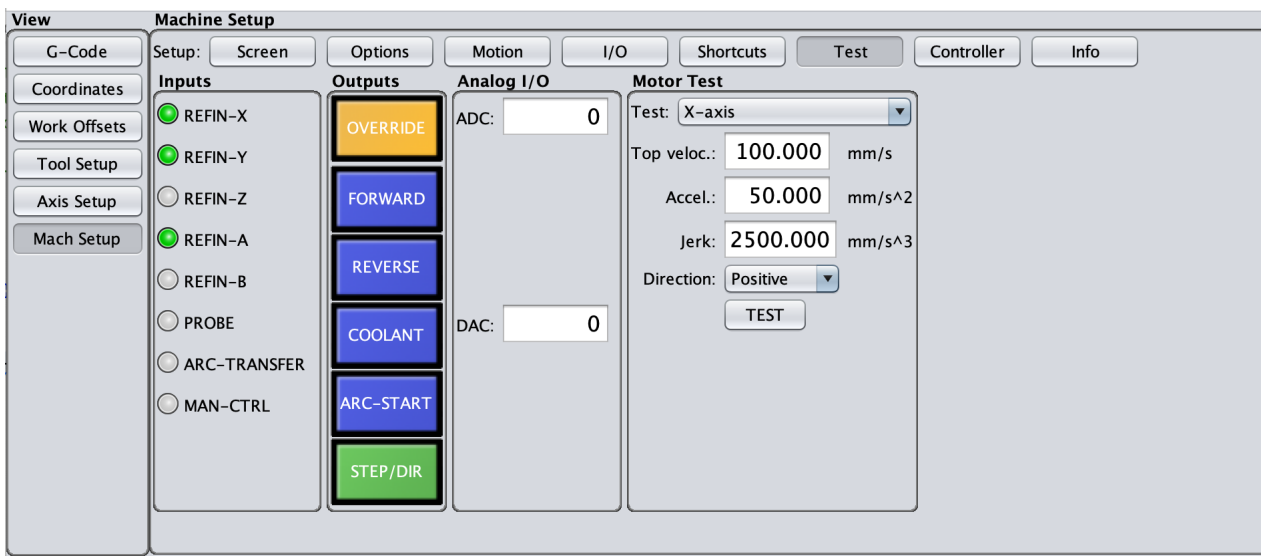 View
Machine Setup
G-Code
Coordinates
Work Offsets
Tool Setup
Axis Setup
Mach Setup
Setup: Screen Options Motion I/O Shortcuts Test Controller Info
Inputs
REFIN-X
REFIN-Y
REFIN-Z
REFIN-A
REFIN-B
PROBE
ARC-TRANSFER
MAN-CTRL
Outputs
OVERRIDE
FORWARD
REVERSE
COOLANT
ARC-START
STEP/DIR
Analog I/O
ADC: 0
DAC: 0
Motor Test
Test: X-axis
Top veloc.: 100.000 mm/s
Accel.: 50.000 mm/s^2
Jerk: 2500.000 mm/s^3
Direction: Positive
TEST